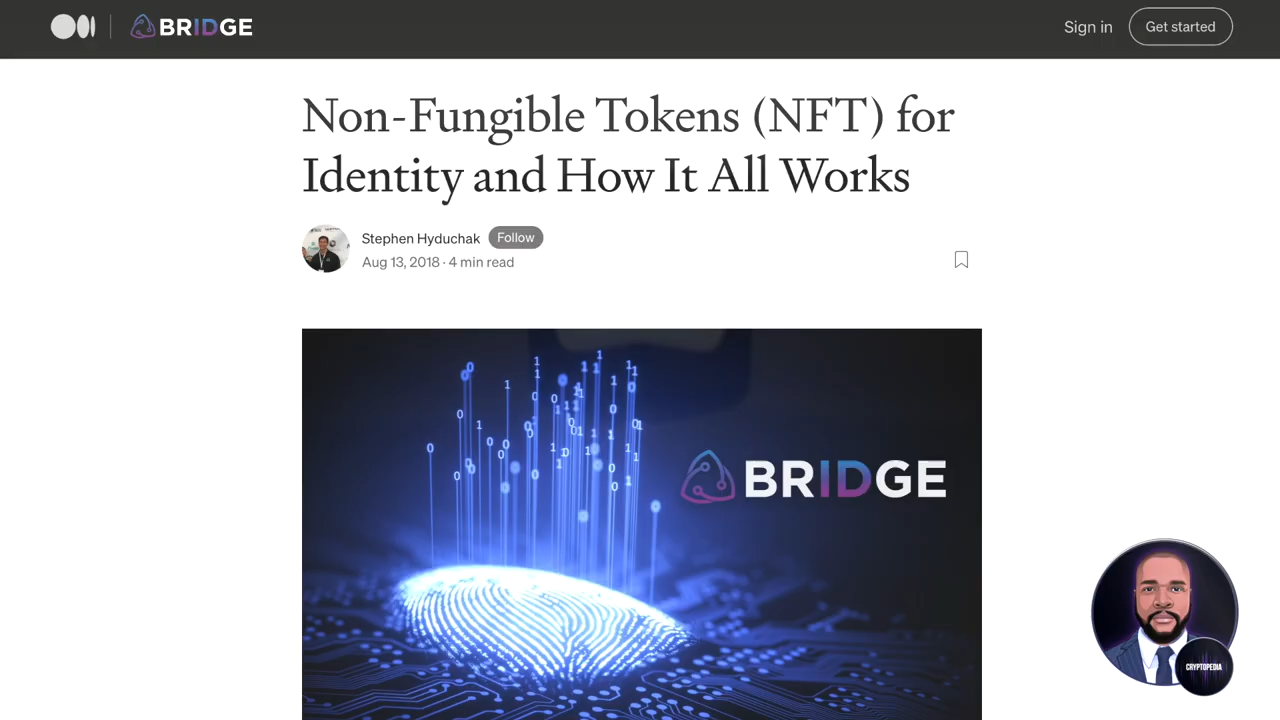 BRIDGE
Sign in
Get started
Non-Fungible Tokens (NFT) for
Identity and How It All Works
Stephen Hyduchak
Follow
Aug 13, 2018 · 4 min read
BRIDGE
CRYPTOPEDIA